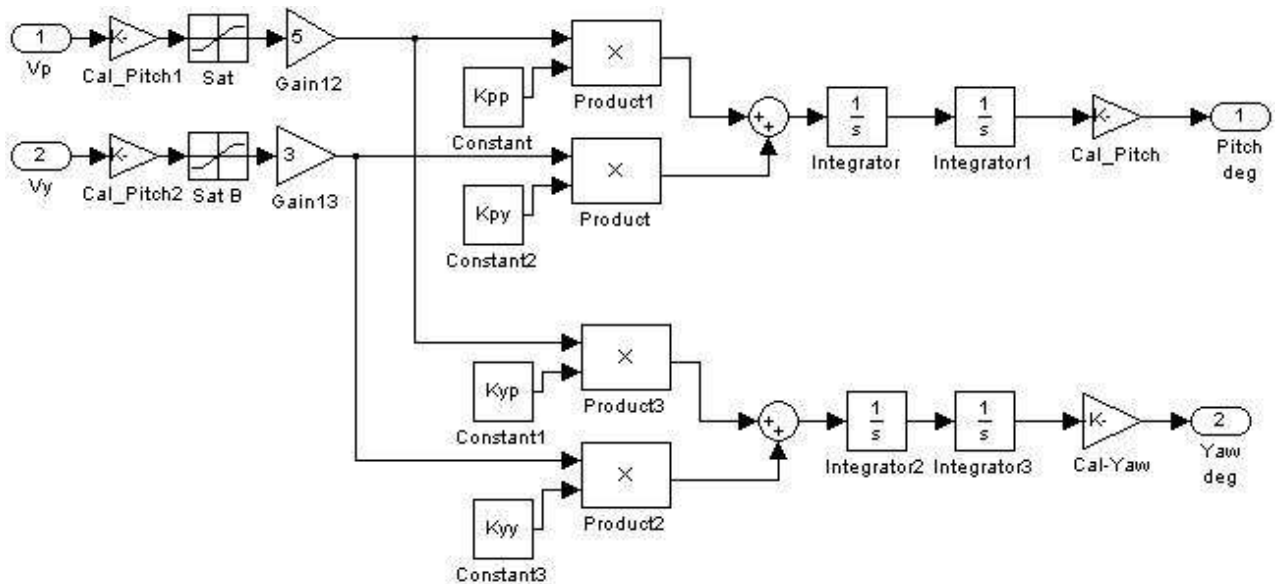 1
Vp
K-
Cal_Pitch1
Sat
5
Gain12
Kpp
Constant
×
Product1
+
+
1
s
Integrator
1
s
Integrator1
K-
Cal_Pitch
1
Pitch
deg
2
Vy
K-
Cal_Pitch2
Sat B
3
Gain13
Kpy
Constant2
×
Product
Kyp
Constant1
×
Product3
+
+
1
s
Integrator2
1
s
Integrator3
K-
Cal-Yaw
2
Yaw
deg
Kyy
Constant3
×
Product2